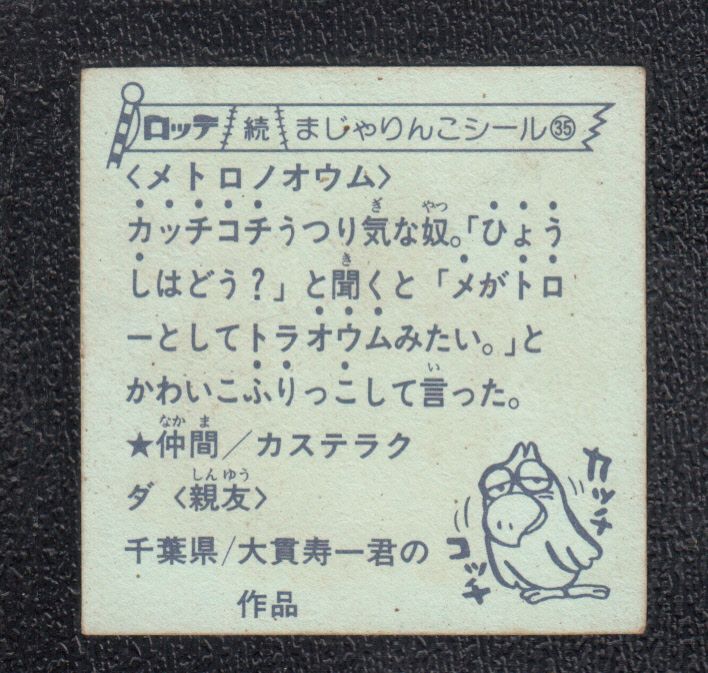 ロッテ 続 まじゃりんこシール㉟
〈メトロノオウム〉
カッチコチうつり気な奴。「ひょう
しはどう？」と聞くと「メがトロ
ーとしてトラオウムみたい。」と
かわいこふりっこして言った。
★仲間／カステラク
ダ〈親友〉
千葉県/大貫寿一君の
作品
カッチ
コッチ